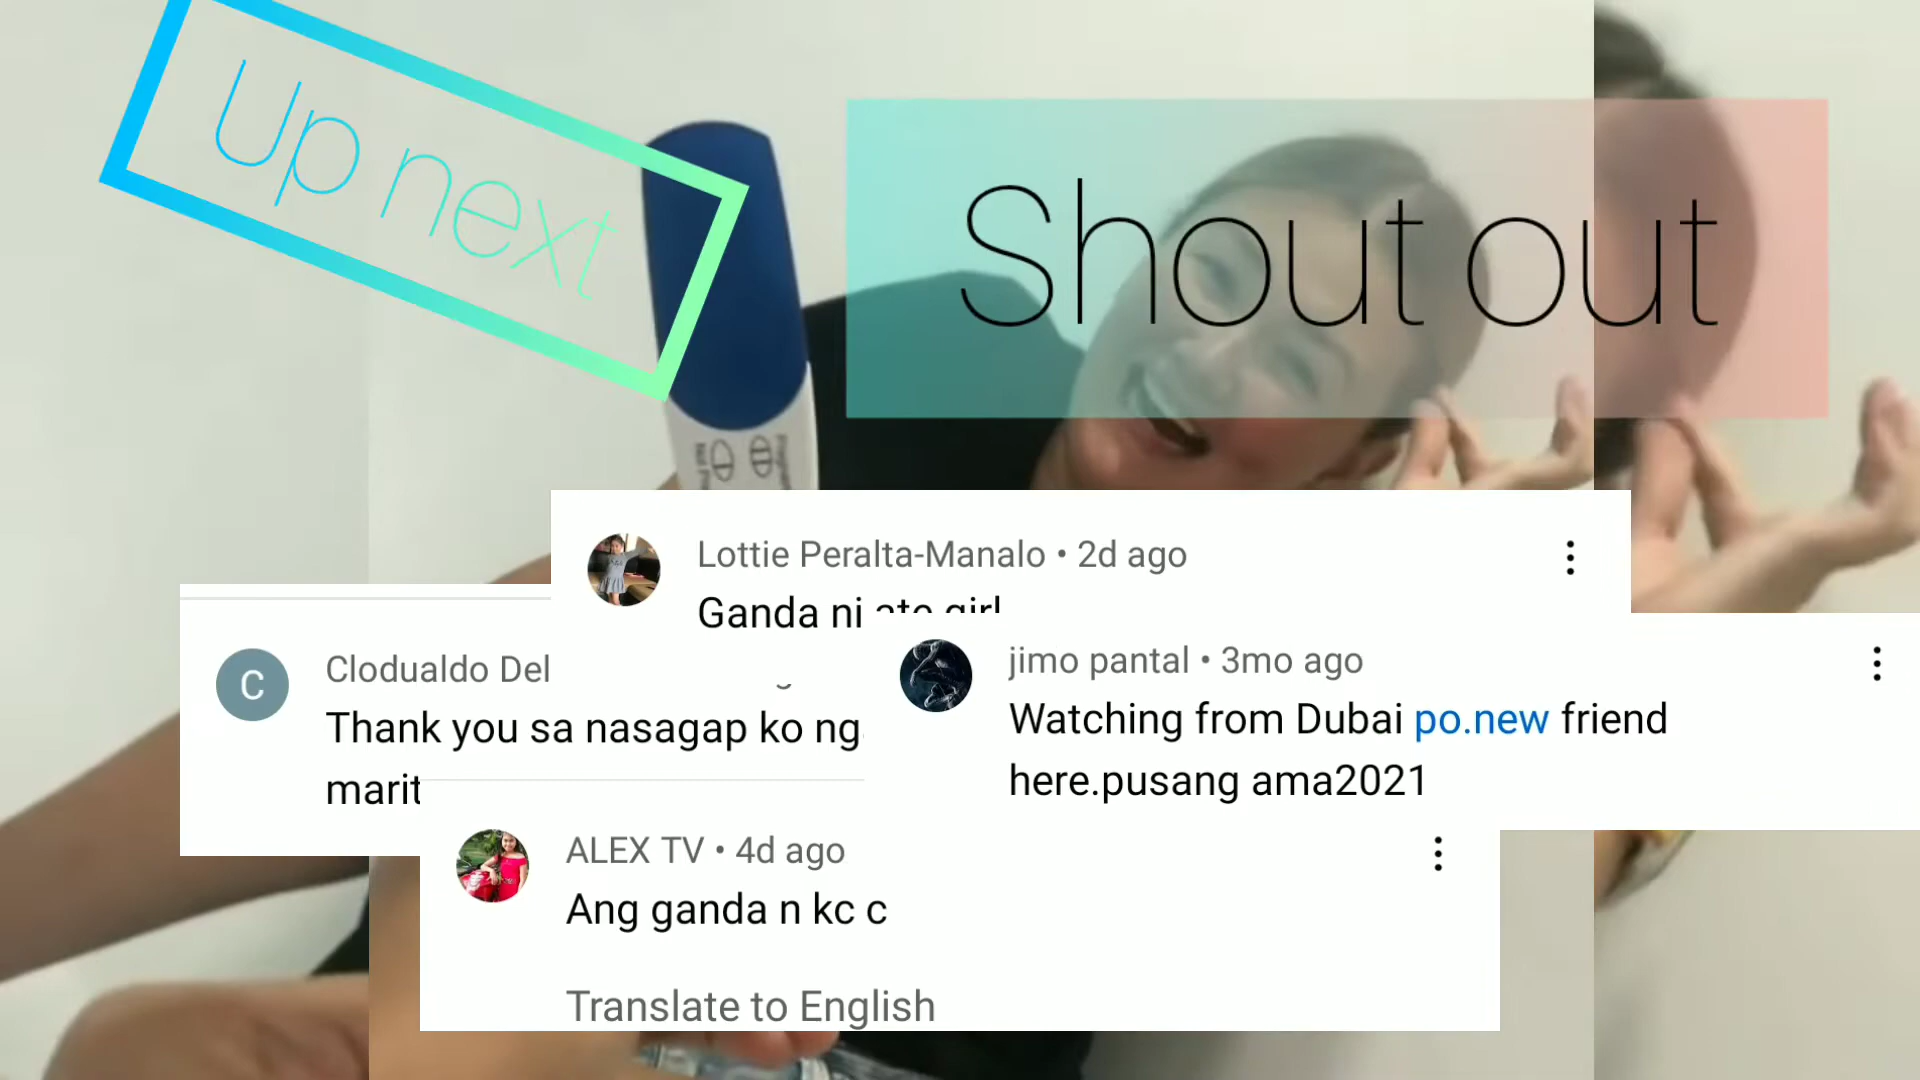 Up next
Shout out
Lottie Peralta-Manalo • 2d ago
Ganda ni ate girl
Clodualdo Del
Thank you sa nasagap ko
marit
jimo pantal • 3mo ago
Watching from Dubai po.new friend
here.pusang ama2021
ALEX TV • 4d ago
Ang ganda n kc c
Translate to English
C